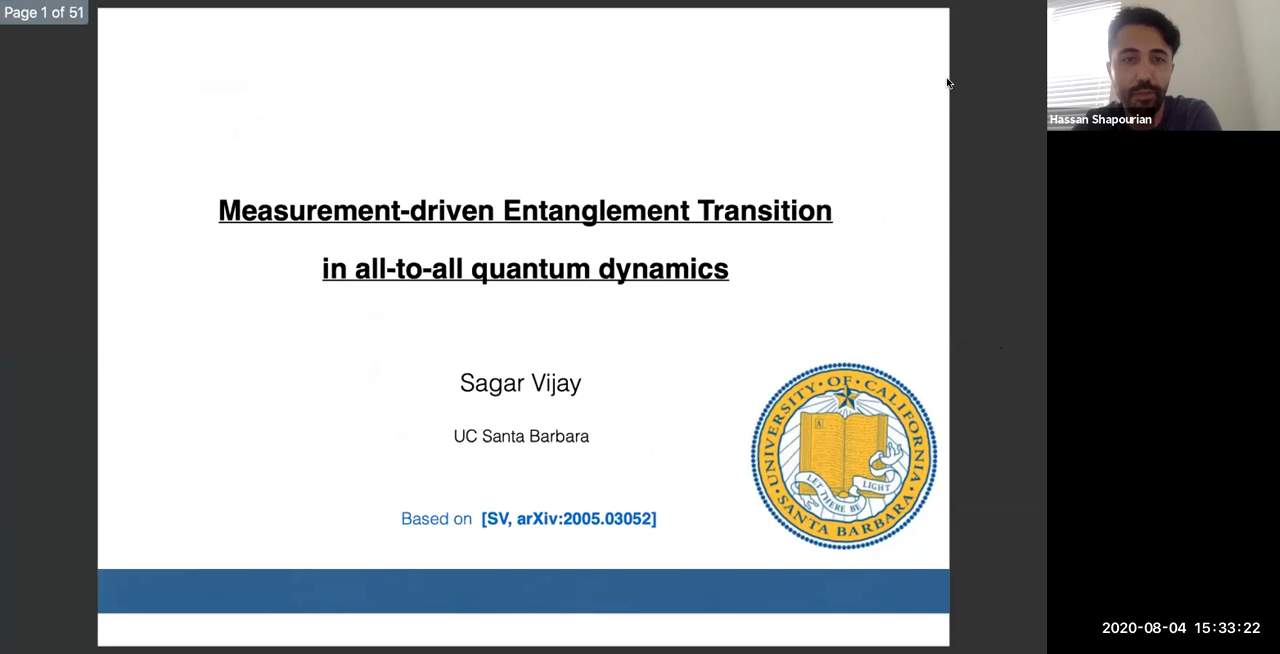 Page 1 of 51
Measurement-driven Entanglement Transition
in all-to-all quantum dynamics
Sagar Vijay
UC Santa Barbara
Based on [SV, arXiv:2005.03052]
UNIVERSITY·OF·CALIFORNIA
A
LET THERE BE
LIGHT
SANTA BARBARA
Hassan Shapourian
2020-08-04 15:33:22